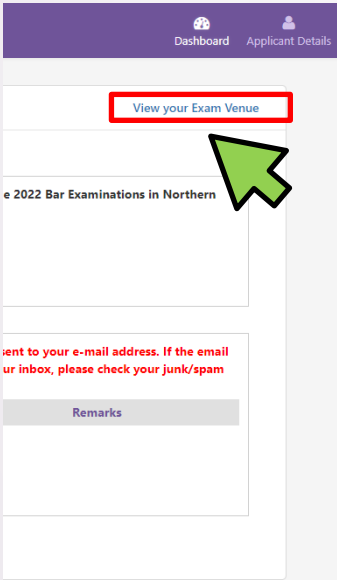 Dashboard Applicant Details
View your Exam Venue
e 2022 Bar Examinations in Northern
sent to your e-mail address. If the email
ur inbox, please check your junk/spam
Remarks